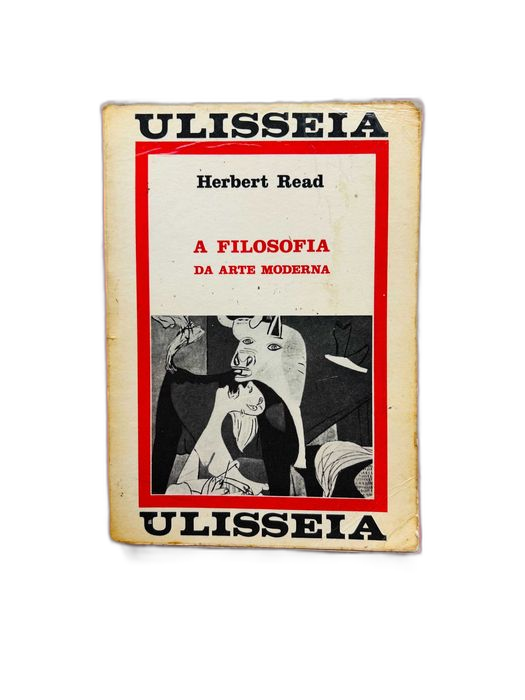 ULISSEIA
Herbert Read
A FILOSOFIA
DA ARTE MODERNA
ULISSEIA